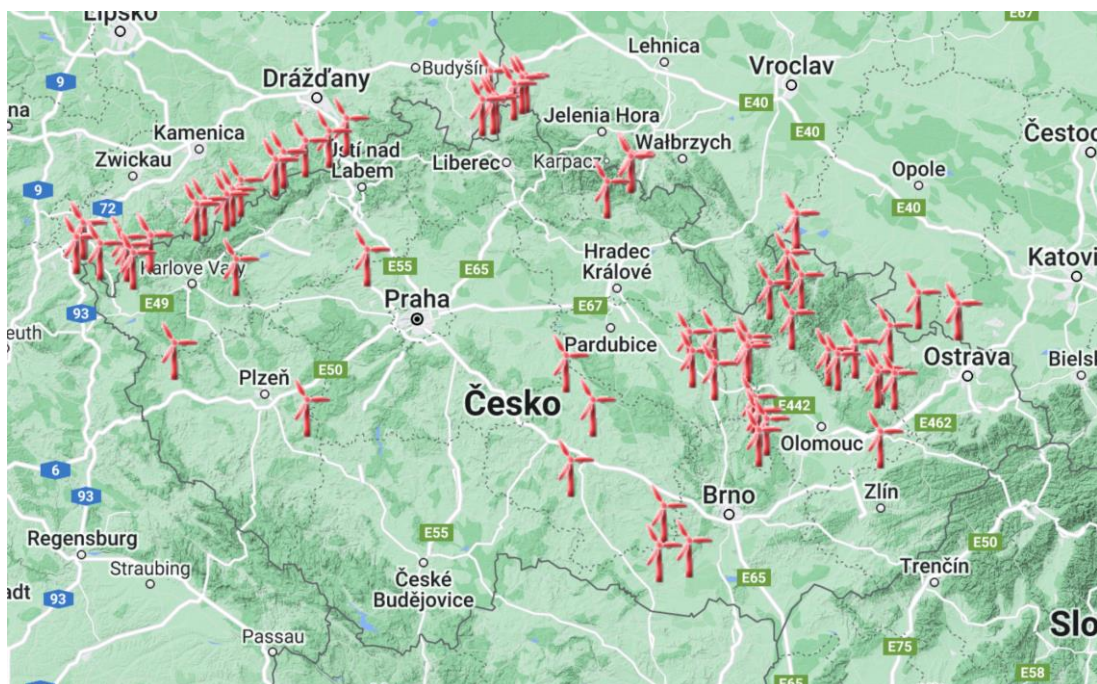 Lipsko
E67
9
Drážďany
Budyšín
Lehnica
Vroclav
E40
Kamenica
Jelenia Hora
E40
Zwickau
Ústí nad
Labem
Liberec
Karpacz
Wałbrzych
Opole
9
72
E40
Karlove Vary
E55
E65
Hradec
Králové
E49
Praha
E67
93
Plzeň
E50
Pardubice
Česko
Ostrava
Bielsk
E442
Olomouc
E462
6
93
Zlín
Brno
Regensburg
E55
E50
Straubing
České
Budějovice
E65
Trenčín
93
Passau
Slo
E75
E65
E58